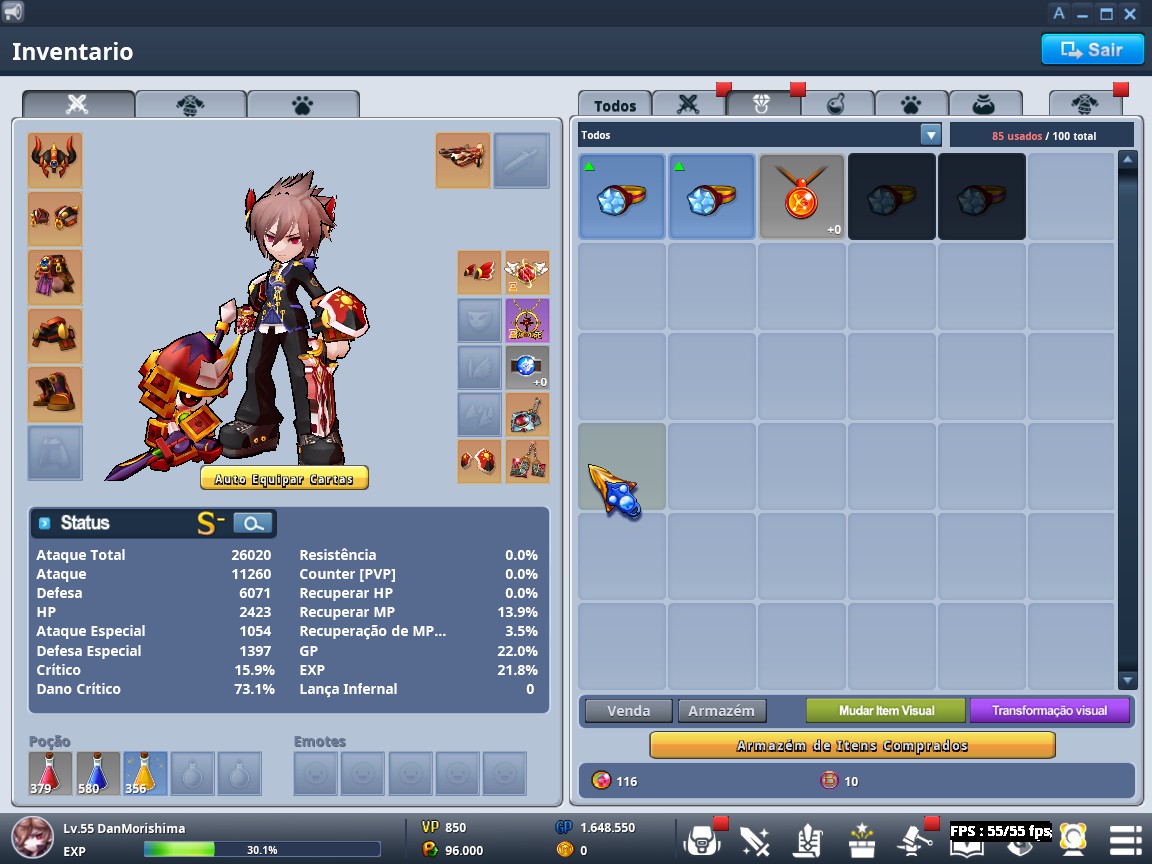 A
Inventario
Sair
Todos
Todos
85 usados / 100 total
+0
+0
Auto Equipar Cartas
Status
S-
Ataque Total 26020
Ataque 11260
Defesa 6071
HP 2423
Ataque Especial 1054
Defesa Especial 1397
Crítico 15.9%
Dano Crítico 73.1%
Resistência 0.0%
Counter [PVP] 0.0%
Recuperar HP 0.0%
Recuperar MP 13.9%
Recuperação de MP... 3.5%
GP 22.0%
EXP 21.8%
Lança Infernal 0
Poção
379
580
356
Emotes
Venda
Armazém
Mudar Item Visual
Transformação visual
Armazém de Itens Comprados
116
10
Lv.55 DanMorishima
EXP 30.1%
VP 850
96.000
GP 1.648.550
0
FPS : 55/55 fps